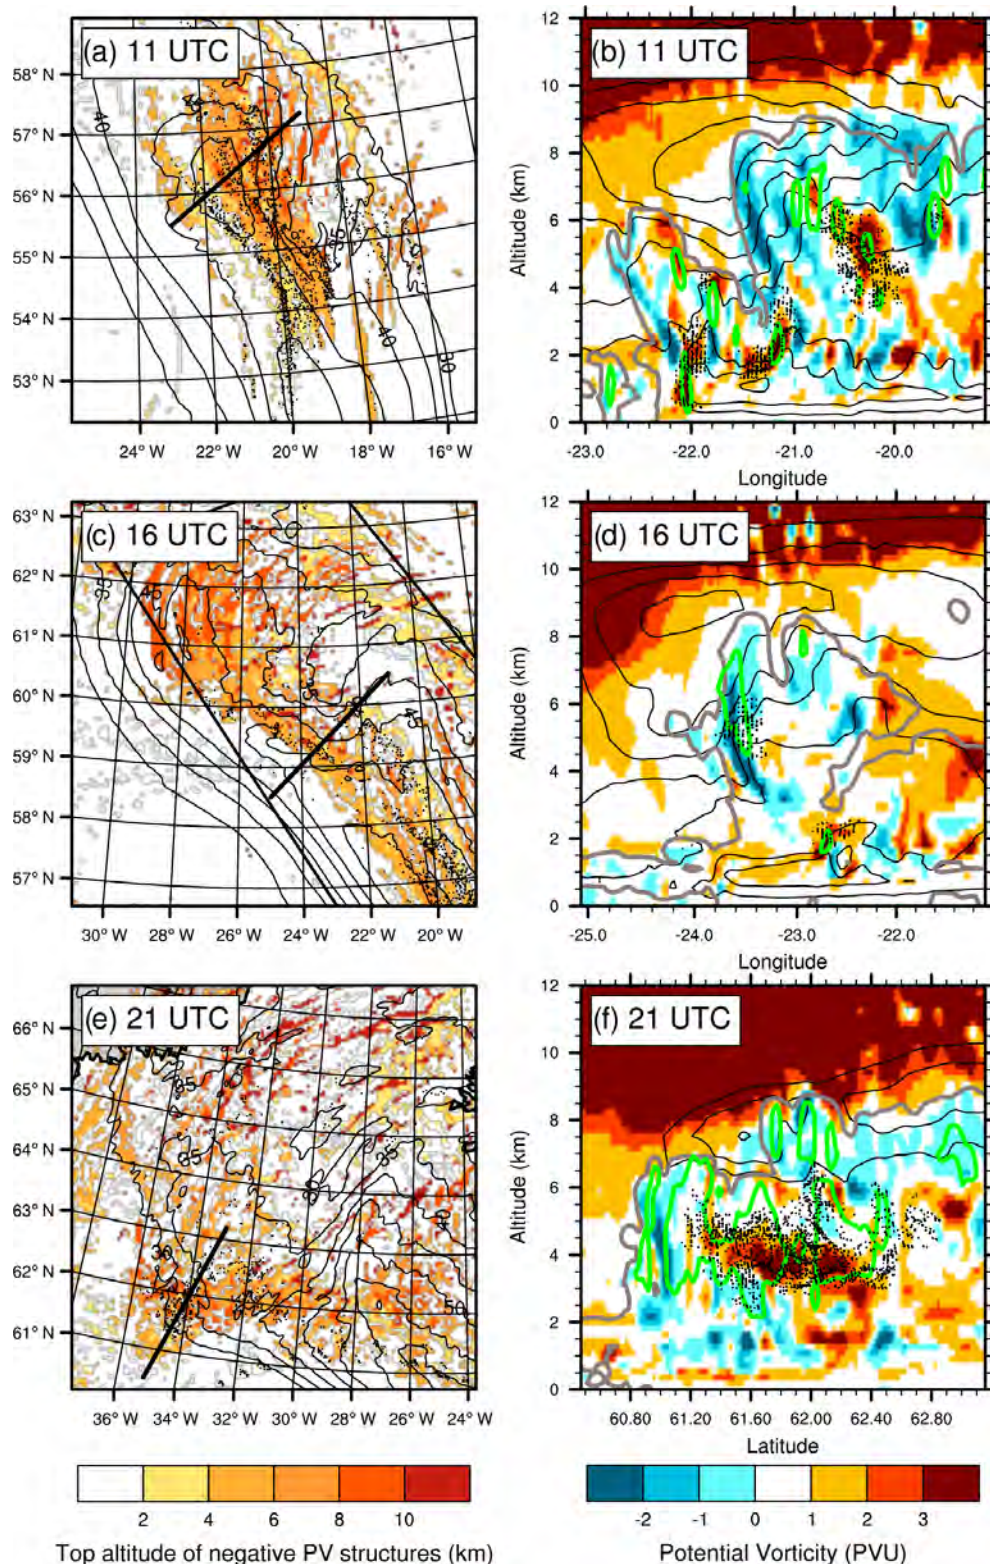 (a) 11 UTC
58° N
57° N
56° N
55° N
54° N
53° N
45
40
35
40
30
24° W 22° W 20° W 18° W 16° W
(b) 11 UTC
12
10
8
6
4
2
0
Altitude (km)
-23.0 -22.0 -21.0 -20.0
Longitude
(c) 16 UTC
63° N
62° N
61° N
60° N
59° N
58° N
57° N
35
45
35
45
30° W 28° W 26° W 24° W 22° W 20° W
(d) 16 UTC
12
10
8
6
4
2
0
Altitude (km)
-25.0 -24.0 -23.0 -22.0
Longitude
(e) 21 UTC
66° N
65° N
64° N
63° N
62° N
61° N
35
35
35
30
30
40
50
36° W 34° W 32° W 30° W 28° W 26° W 24° W
(f) 21 UTC
12
10
8
6
4
2
0
Altitude (km)
60.80 61.20 61.60 62.00 62.40 62.80
Latitude
2 4 6 8 10
Top altitude of negative PV structures (km)
-2 -1 0 1 2 3
Potential Vorticity (PVU)